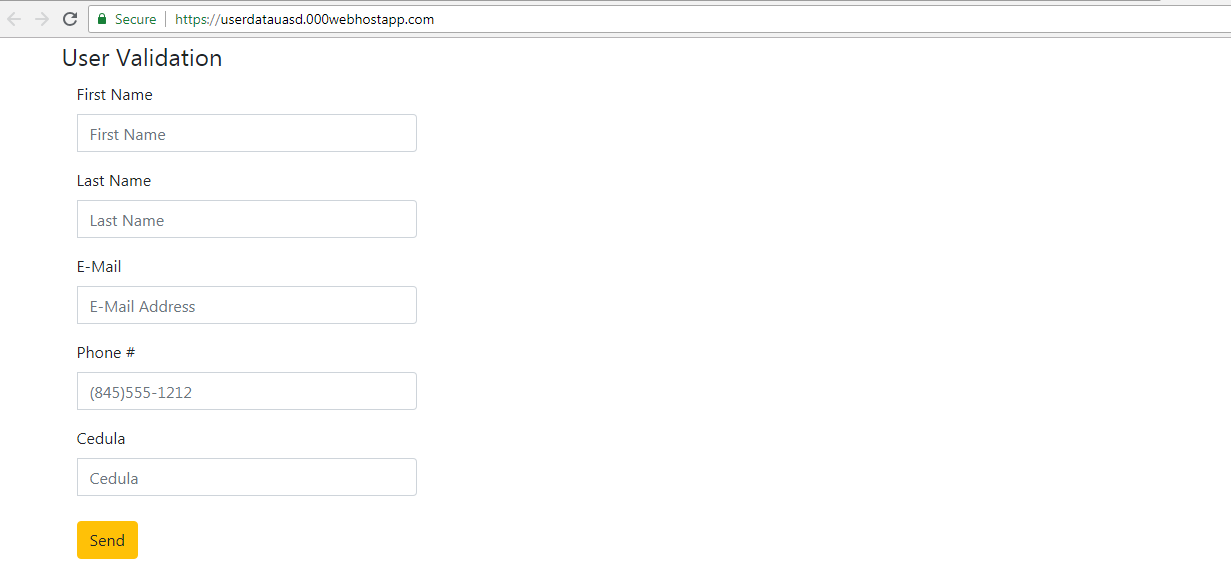 Secure https://userdatauasd.000webhostapp.com
User Validation
First Name
First Name
Last Name
Last Name
E-Mail
E-Mail Address
Phone #
(845)555-1212
Cedula
Cedula
Send